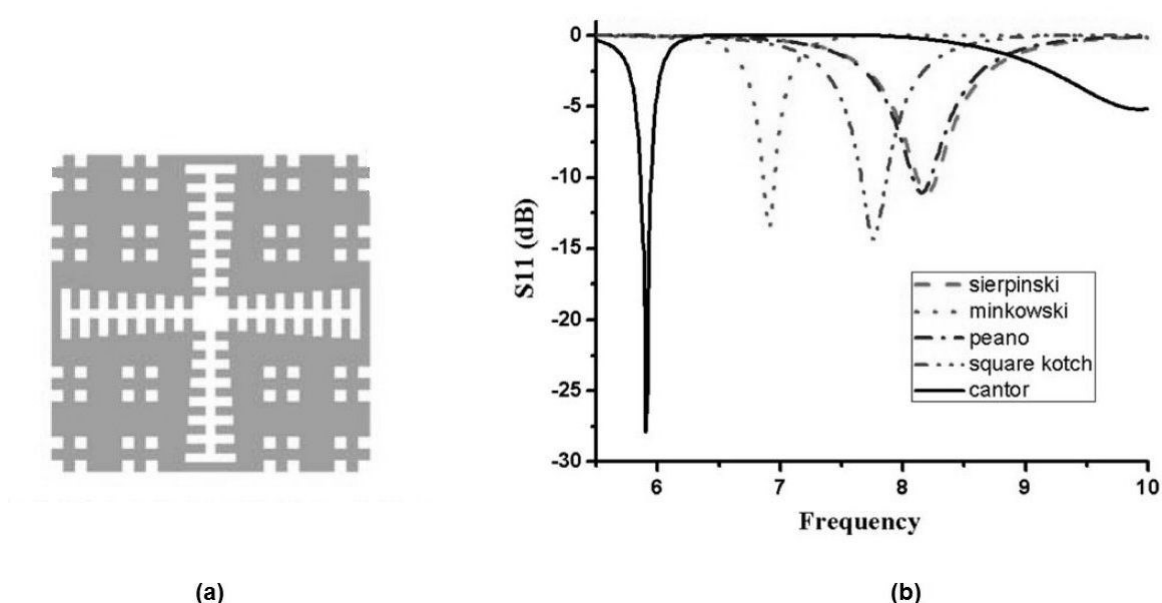 0
-5
-10
-15
-20
-25
-30
S11 (dB)
sierpinski
minkowski
peano
square kotch
cantor
6 7 8 9 10
Frequency
(a) (b)